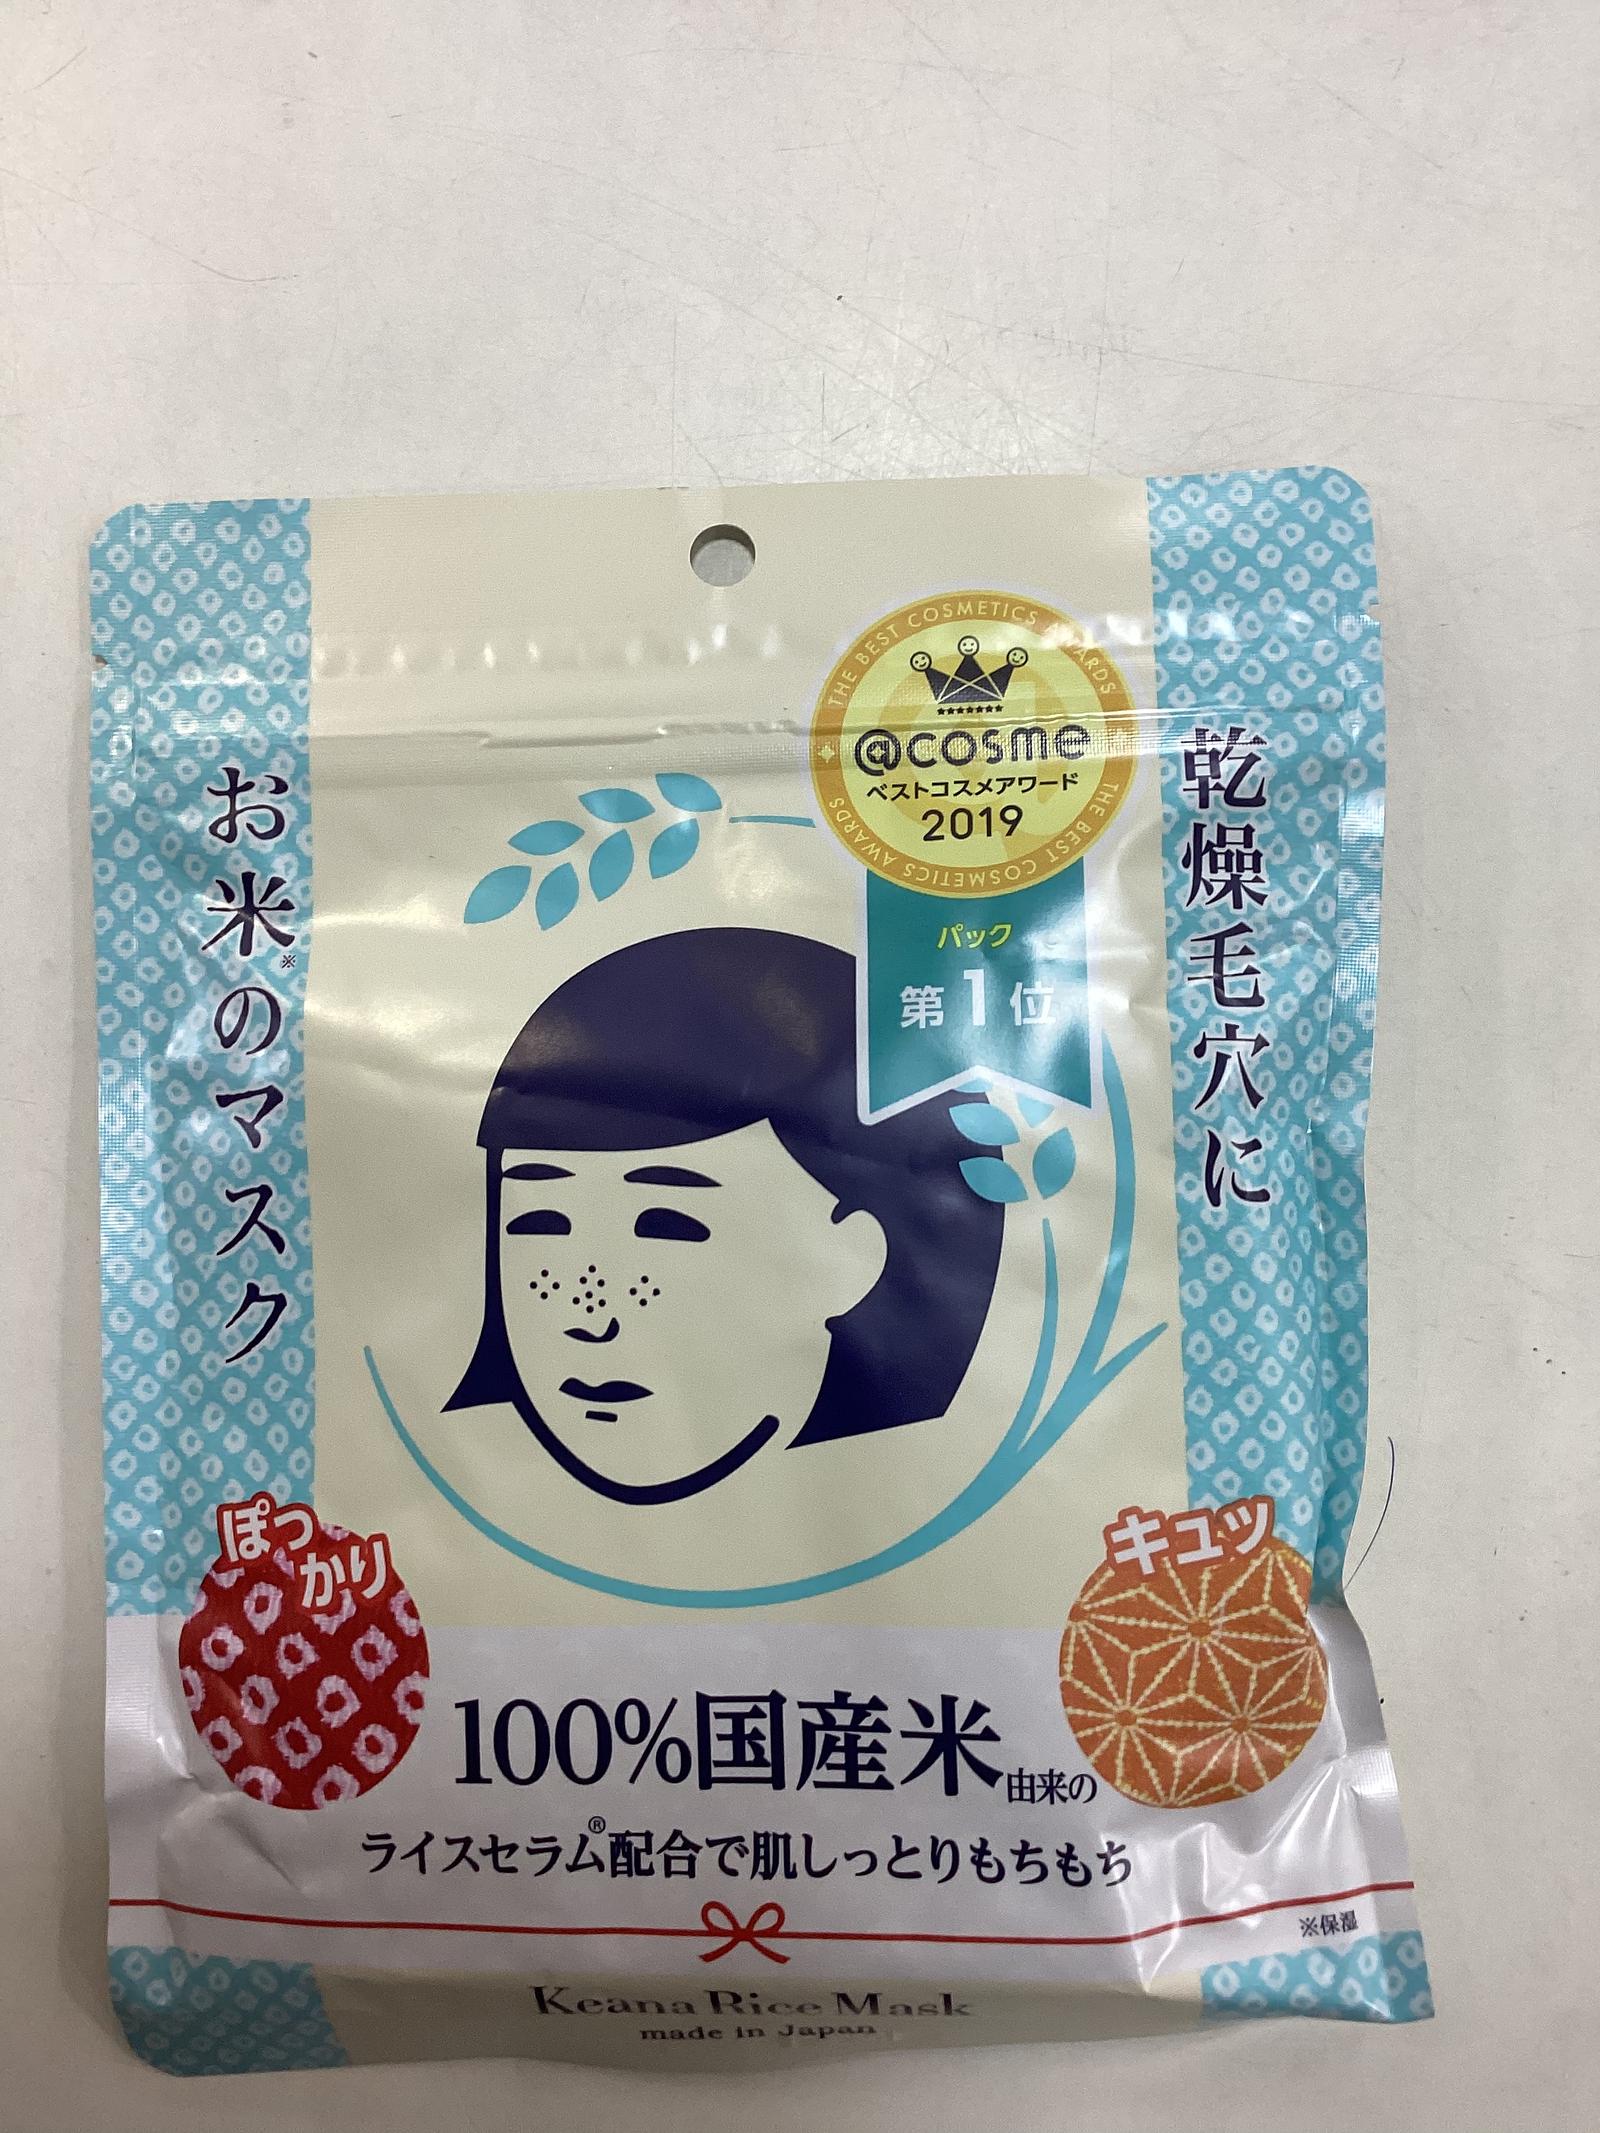 THE BEST COSMETICS AWARDS
@cosme
ベストコスメアワード
2019
THE BEST COSMETICS AWARDS
パック
第1位
乾燥毛穴に
お米※のマスク
ぽっ
かり
キュッ
100%国産米由来の
ライスセラム®配合で肌しっとりもちもち
※保湿
Keana Rice Mask
made in Japan